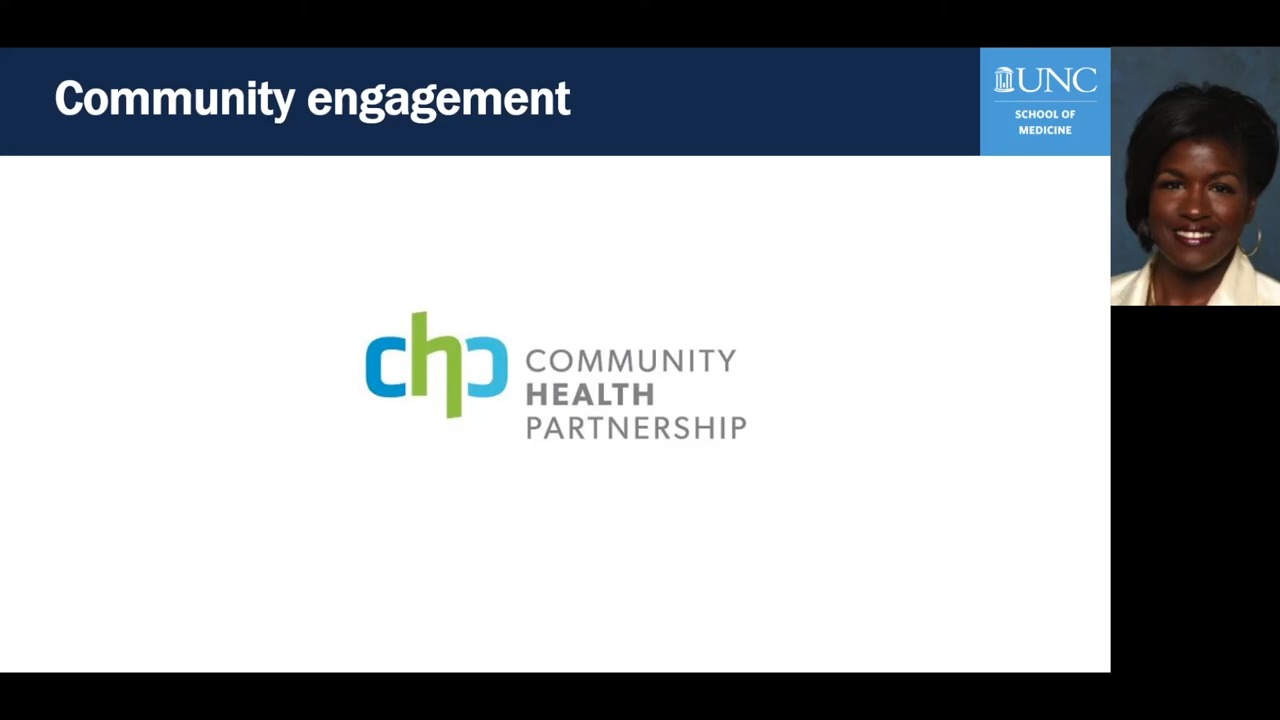 Community engagement
UNC
SCHOOL OF
MEDICINE
chp
COMMUNITY
HEALTH
PARTNERSHIP